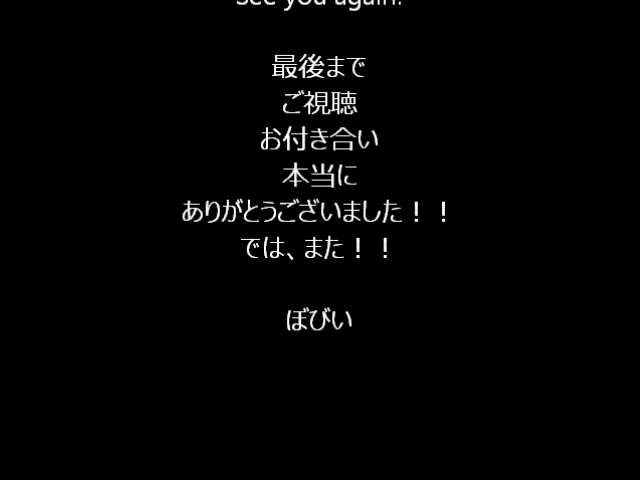 see you again.
最後まで
ご視聴
お付き合い
本当に
ありがとうございました！！
では、また！！
ぼびい